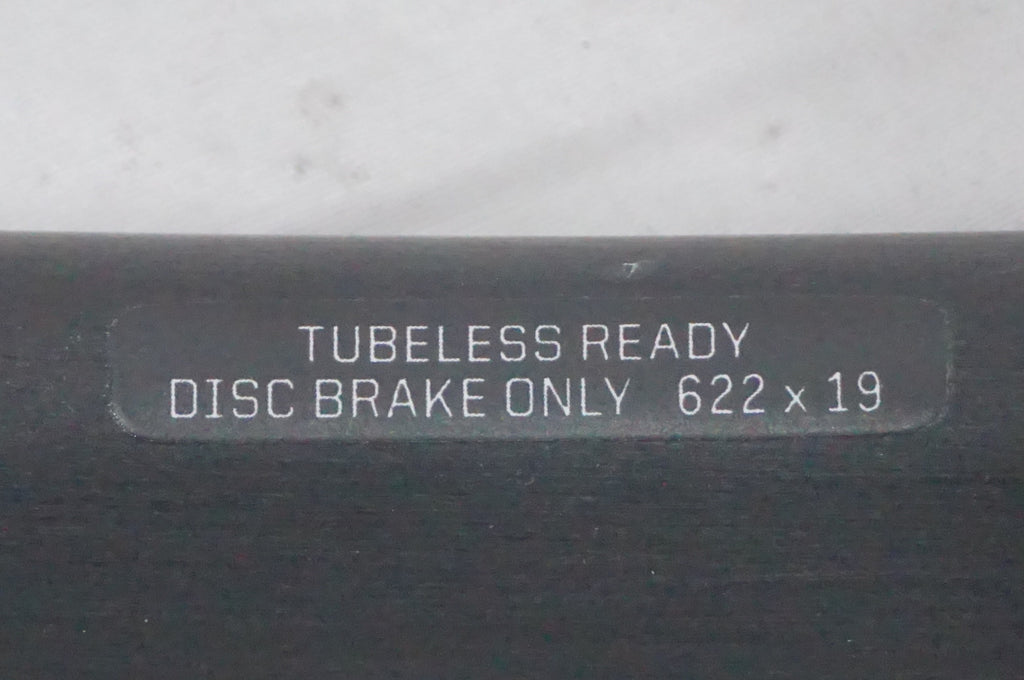 TUBELESS READY
DISC BRAKE ONLY 622 x 19